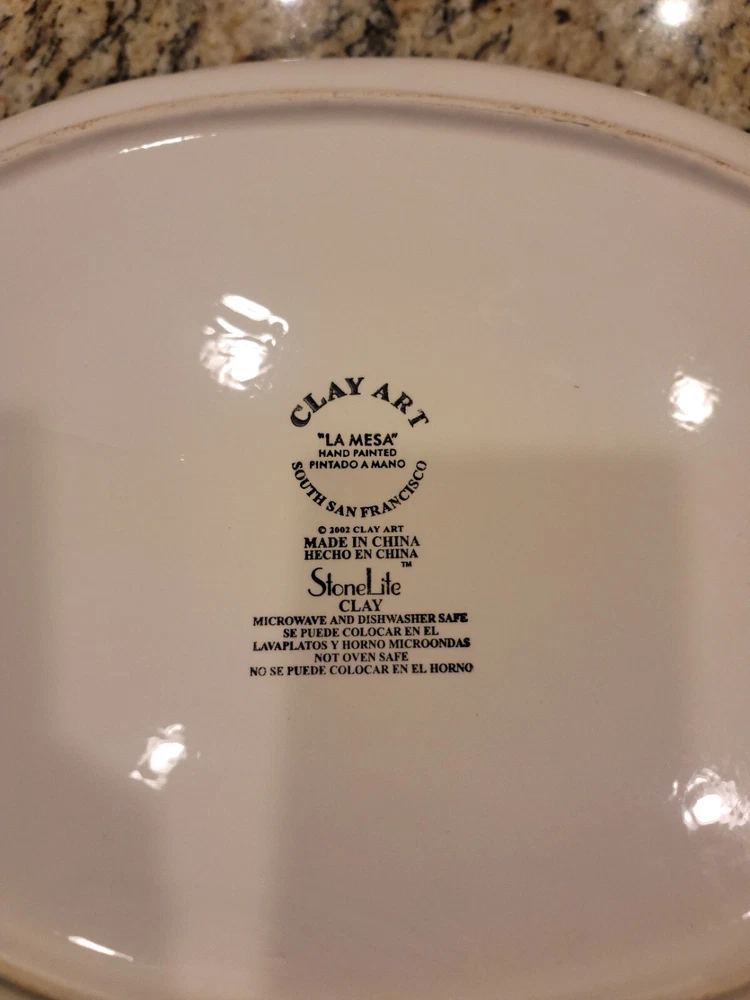 CLAY ART
"LA MESA"
HAND PAINTED
PINTADO A MANO
SOUTH SAN FRANCISCO
© 2002 CLAY ART
MADE IN CHINA
HECHO EN CHINA
StoneLite™
CLAY
MICROWAVE AND DISHWASHER SAFE
SE PUEDE COLOCAR EN EL
LAVAPLATOS Y HORNO MICROONDAS
NOT OVEN SAFE
NO SE PUEDE COLOCAR EN EL HORNO